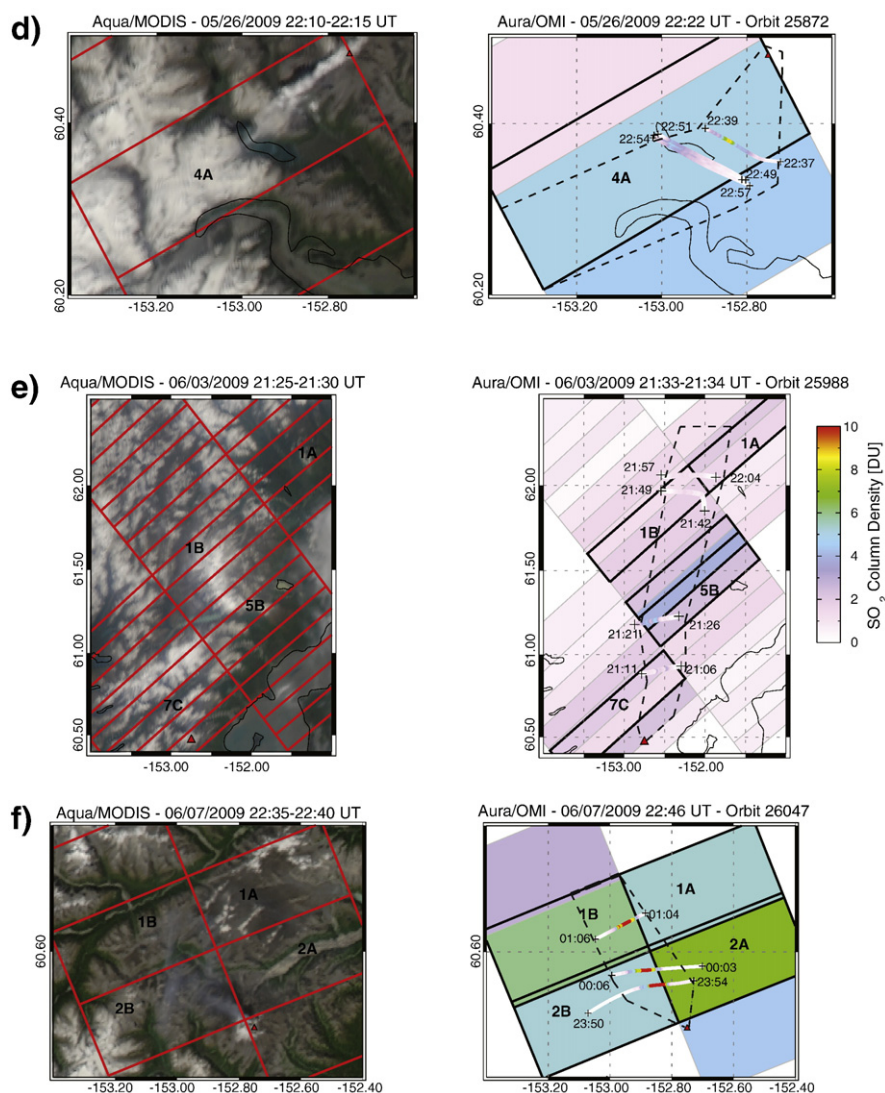 d)
Aqua/MODIS - 05/26/2009 22:10-22:15 UT
Aura/OMI - 05/26/2009 22:22 UT - Orbit 25872
60.40
60.20
4A
-153.20 -153.00 -152.80
60.40
60.20
22:51
22:54
22:39
22:37
22:49
22:57
4A
-153.20 -153.00 -152.80
e)
Aqua/MODIS - 06/03/2009 21:25-21:30 UT
Aura/OMI - 06/03/2009 21:33-21:34 UT - Orbit 25988
62.00
61.50
61.00
60.50
1A
1B
5B
7C
-153.00 -152.00
62.00
61.50
61.00
60.50
1A
21:57
22:04
21:49
21:42
1B
5B
21:21
21:26
21:11
21:06
7C
-153.00 -152.00
10
8
6
4
2
0
SO2 Column Density [DU]
f)
Aqua/MODIS - 06/07/2009 22:35-22:40 UT
Aura/OMI - 06/07/2009 22:46 UT - Orbit 26047
60.60
1A
1B
2A
2B
-153.20 -153.00 -152.80 -152.60 -152.40
60.60
1A
1B
01:04
01:06
2A
00:03
00:06
23:54
2B
23:50
-153.20 -153.00 -152.80 -152.60 -152.40